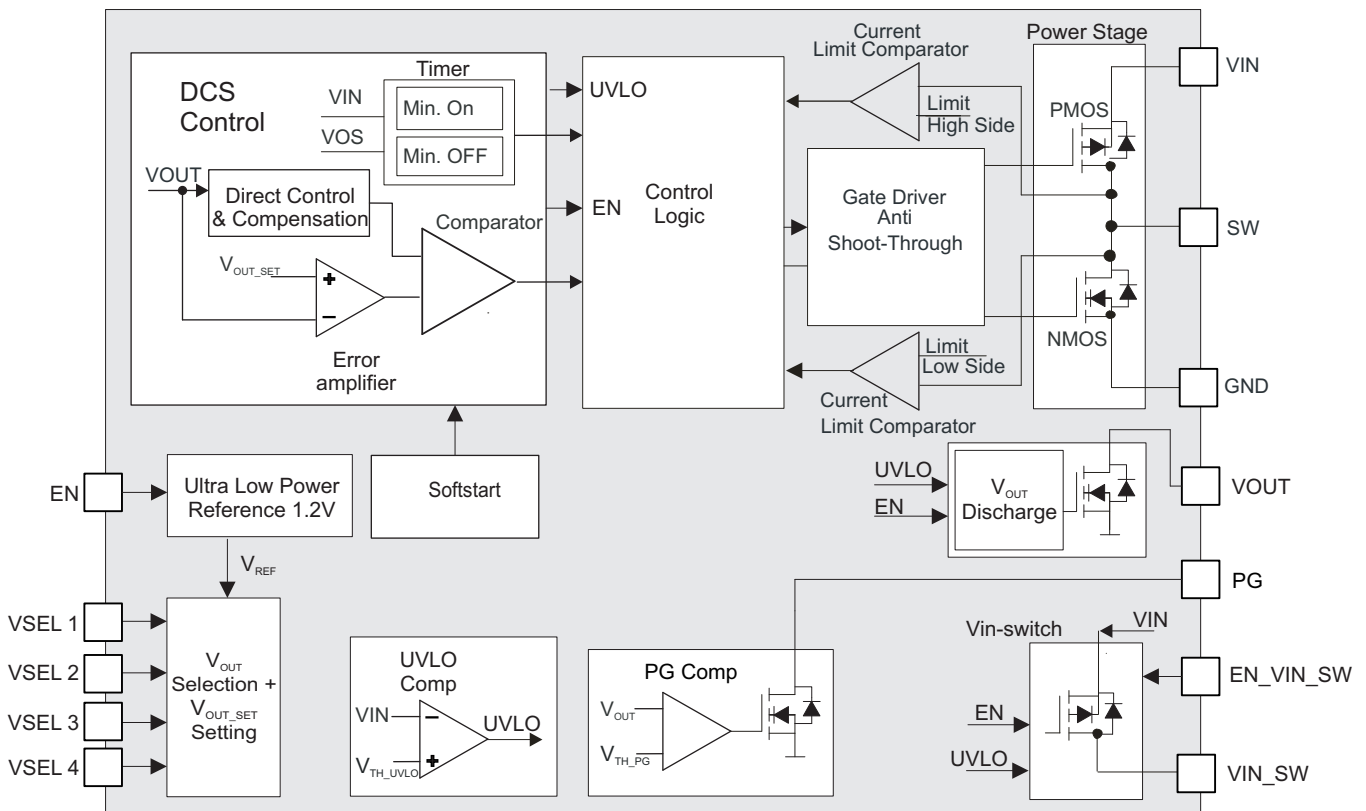 Current
Limit Comparator
Power Stage
VIN
DCS
Control
Timer
VIN
VOS
Min. On
Min. OFF
UVLO
EN
Control
Logic
Limit
High Side
PMOS
VOUT
Direct Control
& Compensation
Comparator
Gate Driver
Anti
Shoot-Through
SW
VOUT_SET
+
−
Error
amplifier
NMOS
Limit
Low Side
Current
Limit Comparator
GND
EN
Ultra Low Power
Reference 1.2V
Softstart
UVLO
EN
VOUT
Discharge
VOUT
VREF
PG
VSEL 1
VSEL 2
VSEL 3
VSEL 4
VOUT
Selection +
VOUT_SET
Setting
UVLO
Comp
VIN
−
+
VTH_UVLO
UVLO
PG Comp
VOUT
VTH_PG
Vin-switch
VIN
EN
UVLO
EN_VIN_SW
VIN_SW